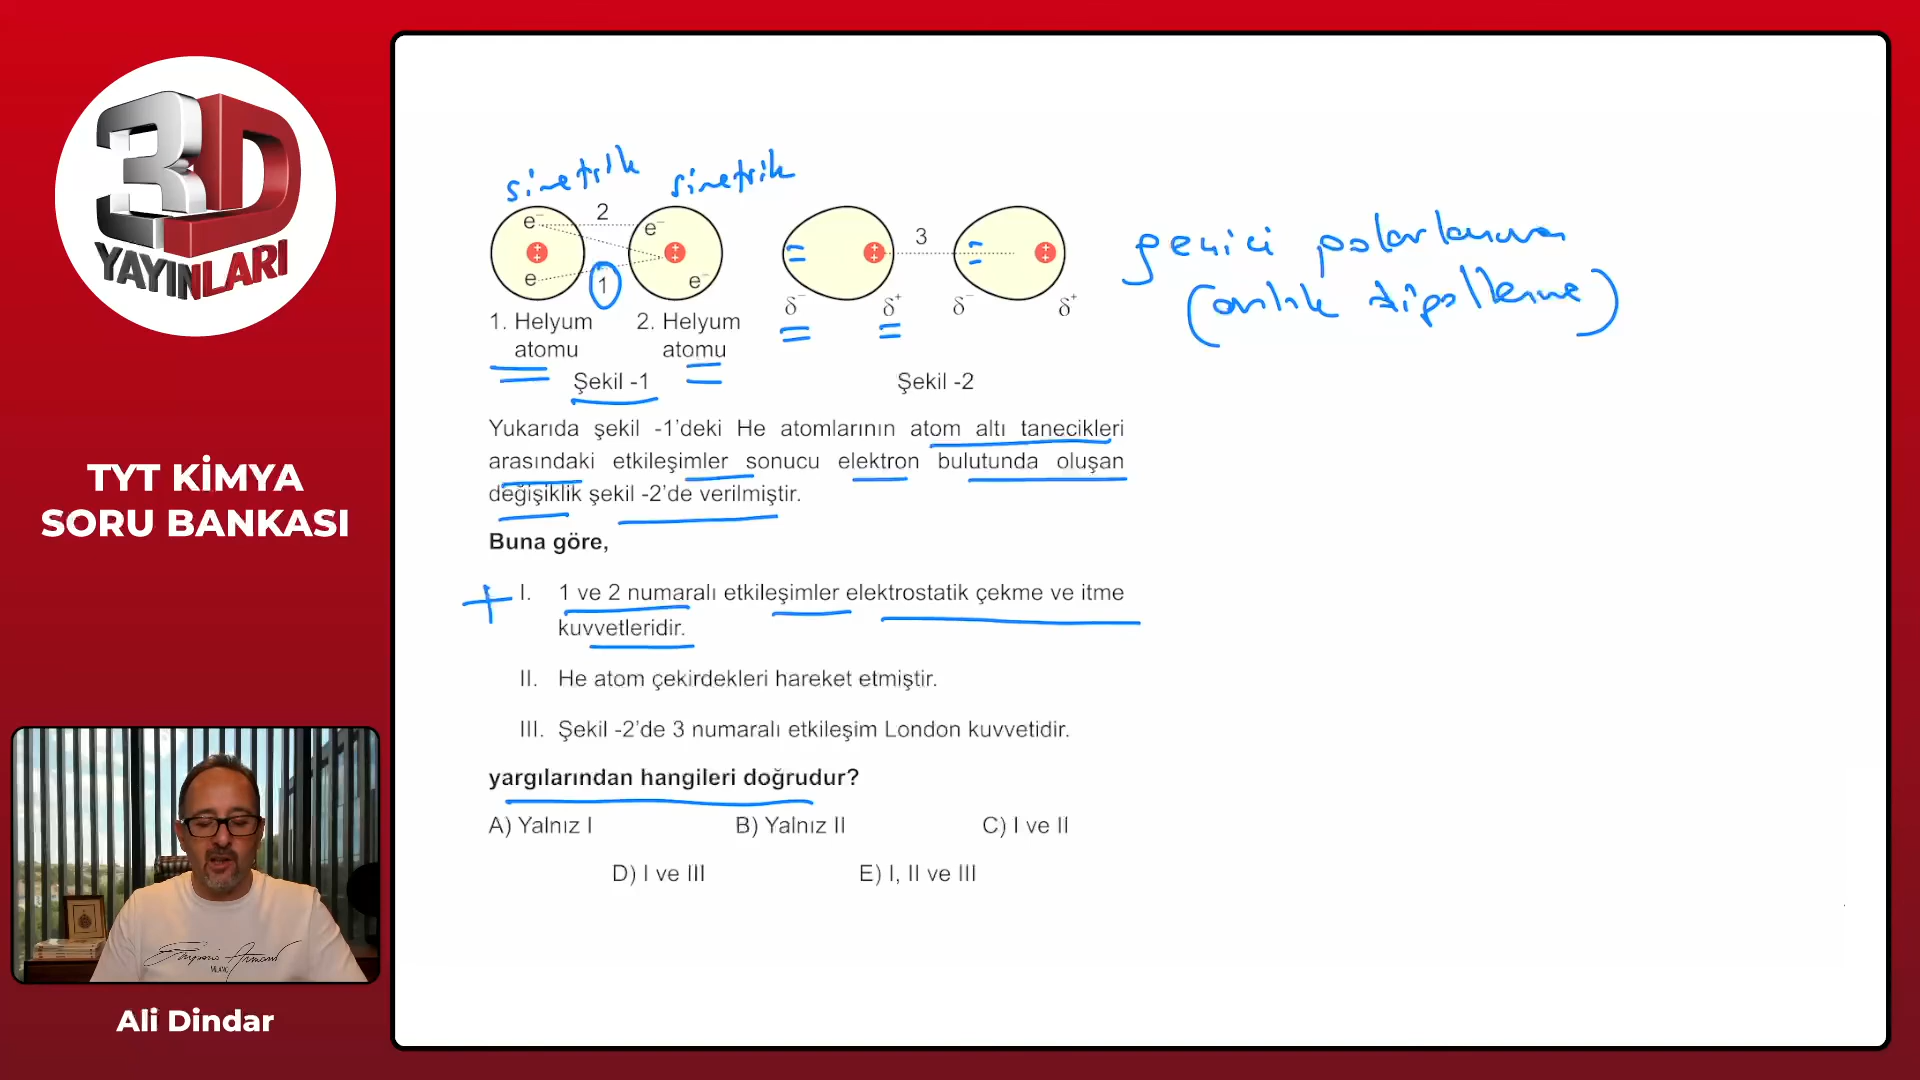 3D
YAYINLARI
TYT KİMYA
SORU BANKASI
Ali Dindar
simetrik simetrik
e⁻ 2 e⁻
e 1 e⁻
3
δ⁻ δ⁺ δ⁻ δ⁺
1. Helyum atomu
2. Helyum atomu
Şekil -1
Şekil -2
geçici polarlanma
(anlık dipollenme)
Yukarıda şekil -1’deki He atomlarının atom altı tanecikleri
arasındaki etkileşimler sonucu elektron bulutunda oluşan
değişiklik şekil -2’de verilmiştir.
Buna göre,
+ I. 1 ve 2 numaralı etkileşimler elektrostatik çekme ve itme
kuvvetleridir.
II. He atom çekirdekleri hareket etmiştir.
III. Şekil -2’de 3 numaralı etkileşim London kuvvetidir.
yargılarından hangileri doğrudur?
A) Yalnız I B) Yalnız II C) I ve II
D) I ve III E) I, II ve III